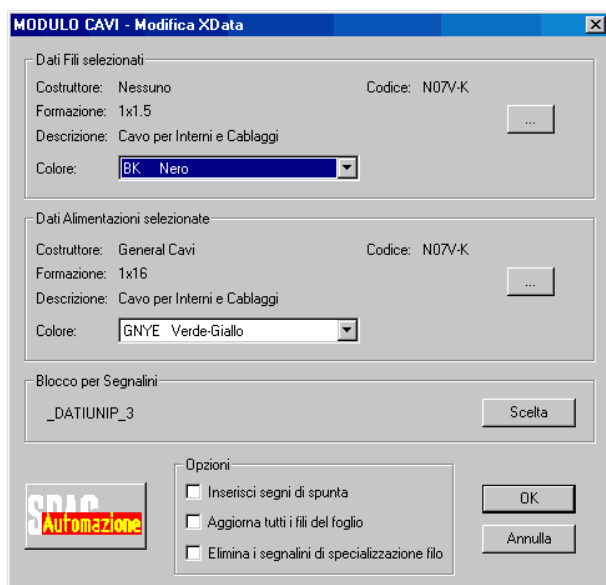 MODULO CAVI - Modifica XData
Dati Fili selezionati
Costruttore: Nessuno Codice: N07V-K
Formazione: 1x1.5
...
Descrizione: Cavo per Interni e Cablaggi
Colore: BK Nero
Dati Alimentazioni selezionate
Costruttore: General Cavi Codice: N07V-K
Formazione: 1x16
...
Descrizione: Cavo per Interni e Cablaggi
Colore: GNYE Verde-Giallo
Blocco per Segnalini
_DATIUNIP_3 Scelta
Opzioni
Inserisci segni di spunta
Aggiorna tutti i fili del foglio
Elimina i segnalini di specializzazione filo
SPAC
Automazione
OK
Annulla